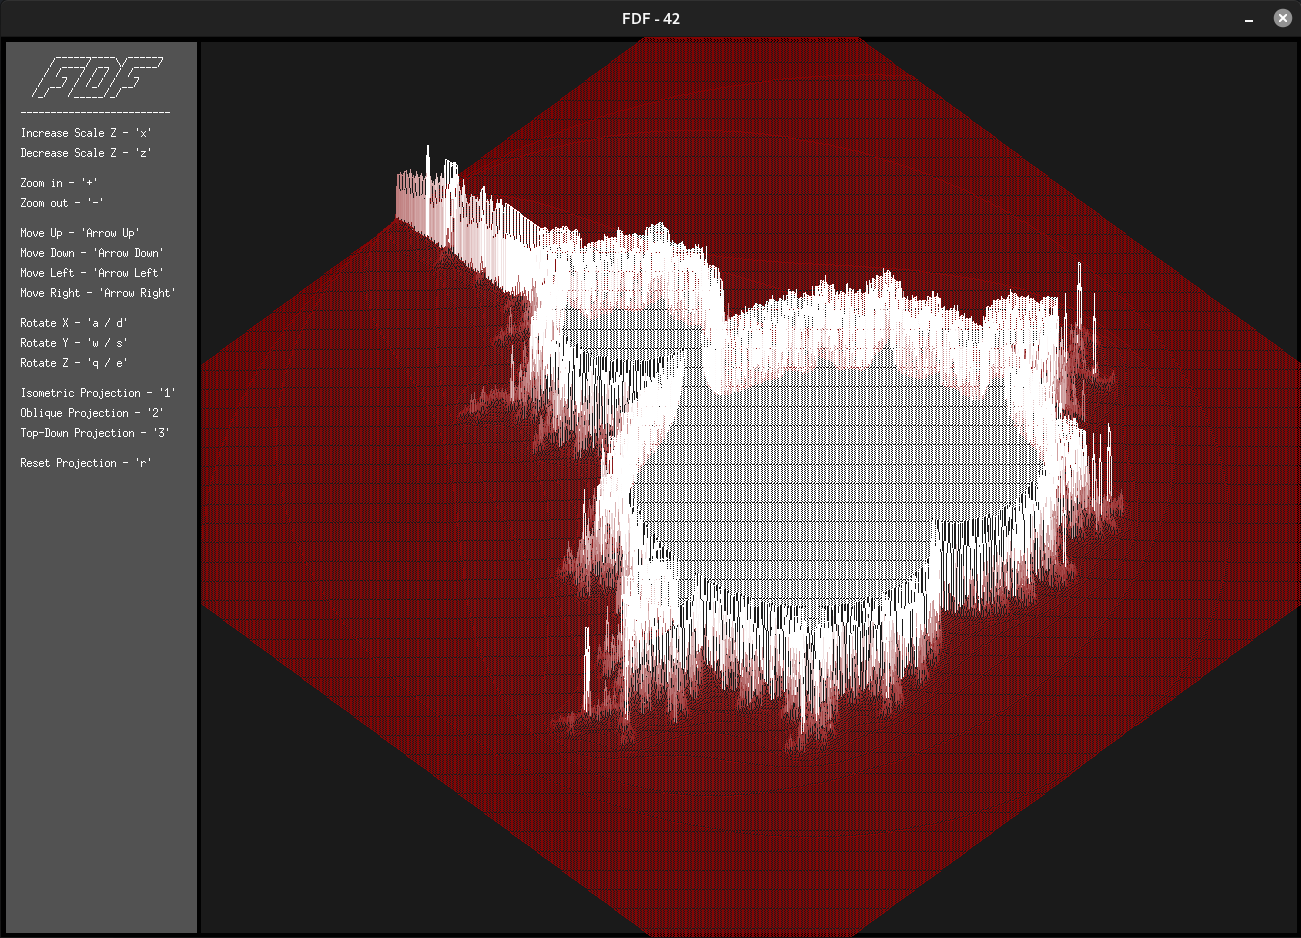 FDF - 42
FDF
Increase Scale Z - 'x'
Decrease Scale Z - 'z'
Zoom in - '+'
Zoom out - '-'
Move Up - 'Arrow Up'
Move Down - 'Arrow Down'
Move Left - 'Arrow Left'
Move Right - 'Arrow Right'
Rotate X - 'a / d'
Rotate Y - 'w / s'
Rotate Z - 'q / e'
Isometric Projection - '1'
Oblique Projection - '2'
Top-Down Projection - '3'
Reset Projection - 'r'